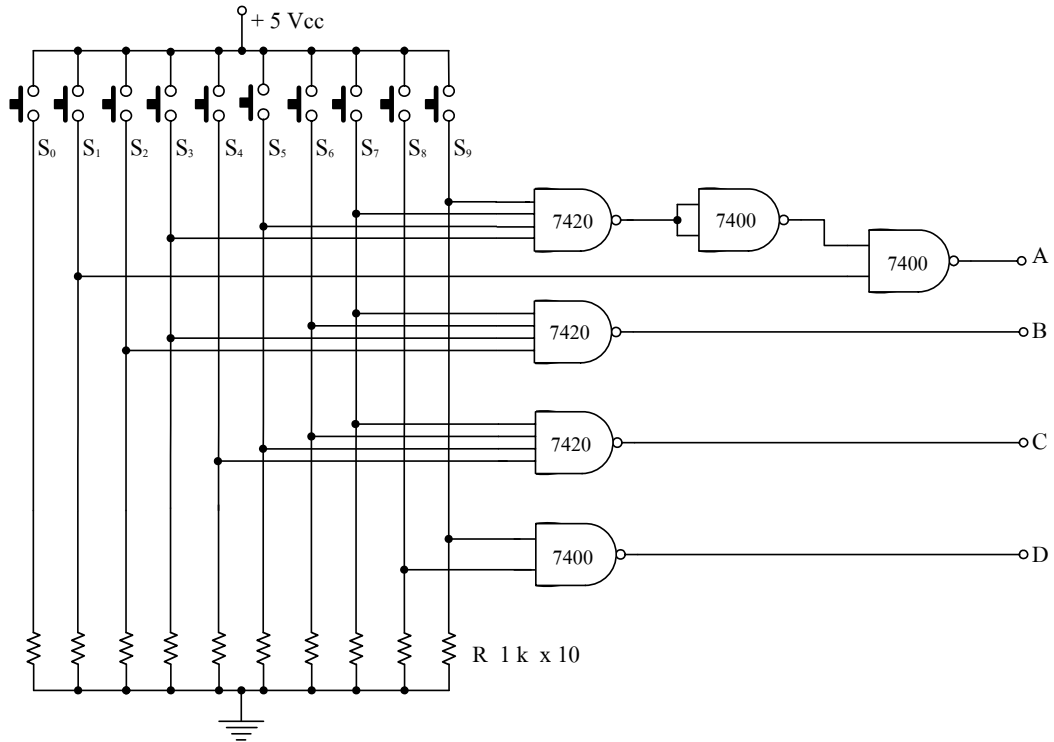 + 5 Vcc
S₀ S₁ S₂ S₃ S₄ S₅ S₆ S₇ S₈ S₉
7420
7400
7400
A
7420
B
7420
C
7400
D
R 1 k x 10